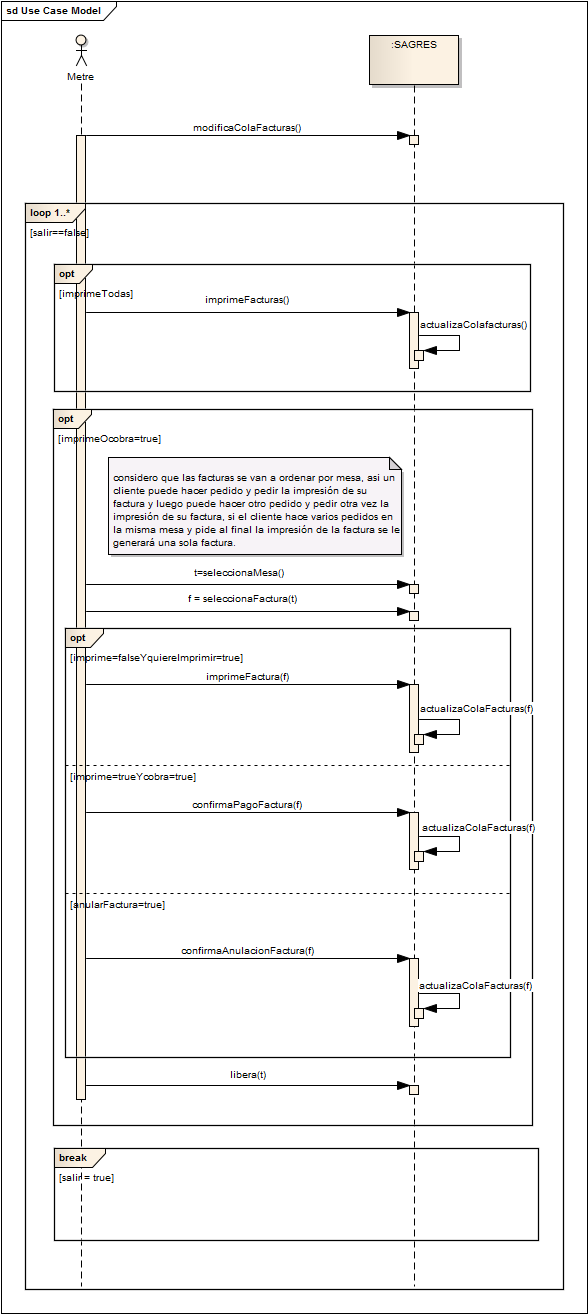 sd Use Case Model
:SAGRES
Metre
modificaColaFacturas()
loop 1..*
[salir==false]
opt
[imprimeTodas]
imprimeFacturas()
actualizaColafacturas()
opt
[imprimeOcobra=true]
considero que las facturas se van a ordenar por mesa, asi un
cliente puede hacer pedido y pedir la impresión de su
factura y luego puede hacer otro pedido y pedir otra vez la
impresión de su factura, si el cliente hace varios pedidos en
la misma mesa y pide al final la impresión de la factura se le
generará una sola factura.
t=seleccionaMesa()
f = seleccionaFactura(t)
opt
[imprime=falseYquiereImprimir=true]
imprimeFactura(f)
actualizaColaFacturas(f)
[imprime=trueYcobra=true]
confirmaPagoFactura(f)
actualizaColaFacturas(f)
[anularFactura=true]
confirmaAnulacionFactura(f)
actualizaColaFacturas(f)
libera(t)
break
[salir = true]